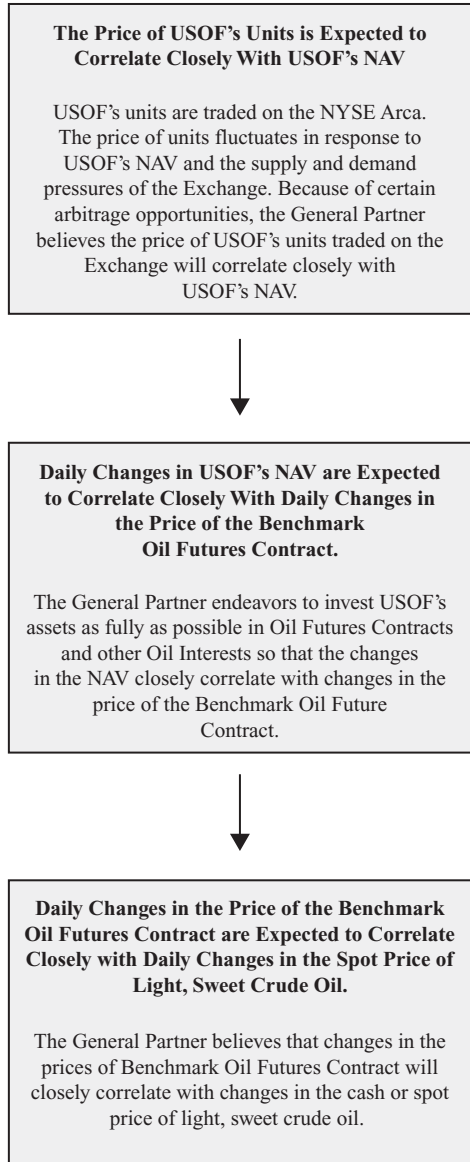 The Price of USOF’s Units is Expected to
Correlate Closely With USOF’s NAV
USOF’s units are traded on the NYSE Arca.
The price of units fluctuates in response to
USOF’s NAV and the supply and demand
pressures of the Exchange. Because of certain
arbitrage opportunities, the General Partner
believes the price of USOF’s units traded on the
Exchange will correlate closely with
USOF’s NAV.
Daily Changes in USOF’s NAV are Expected
to Correlate Closely With Daily Changes in
the Price of the Benchmark
Oil Futures Contract.
The General Partner endeavors to invest USOF’s
assets as fully as possible in Oil Futures Contracts
and other Oil Interests so that the changes
in the NAV closely correlate with changes in the
price of the Benchmark Oil Future
Contract.
Daily Changes in the Price of the Benchmark
Oil Futures Contract are Expected to Correlate
Closely with Daily Changes in the Spot Price of
Light, Sweet Crude Oil.
The General Partner believes that changes in the
prices of Benchmark Oil Futures Contract will
closely correlate with changes in the cash or spot
price of light, sweet crude oil.